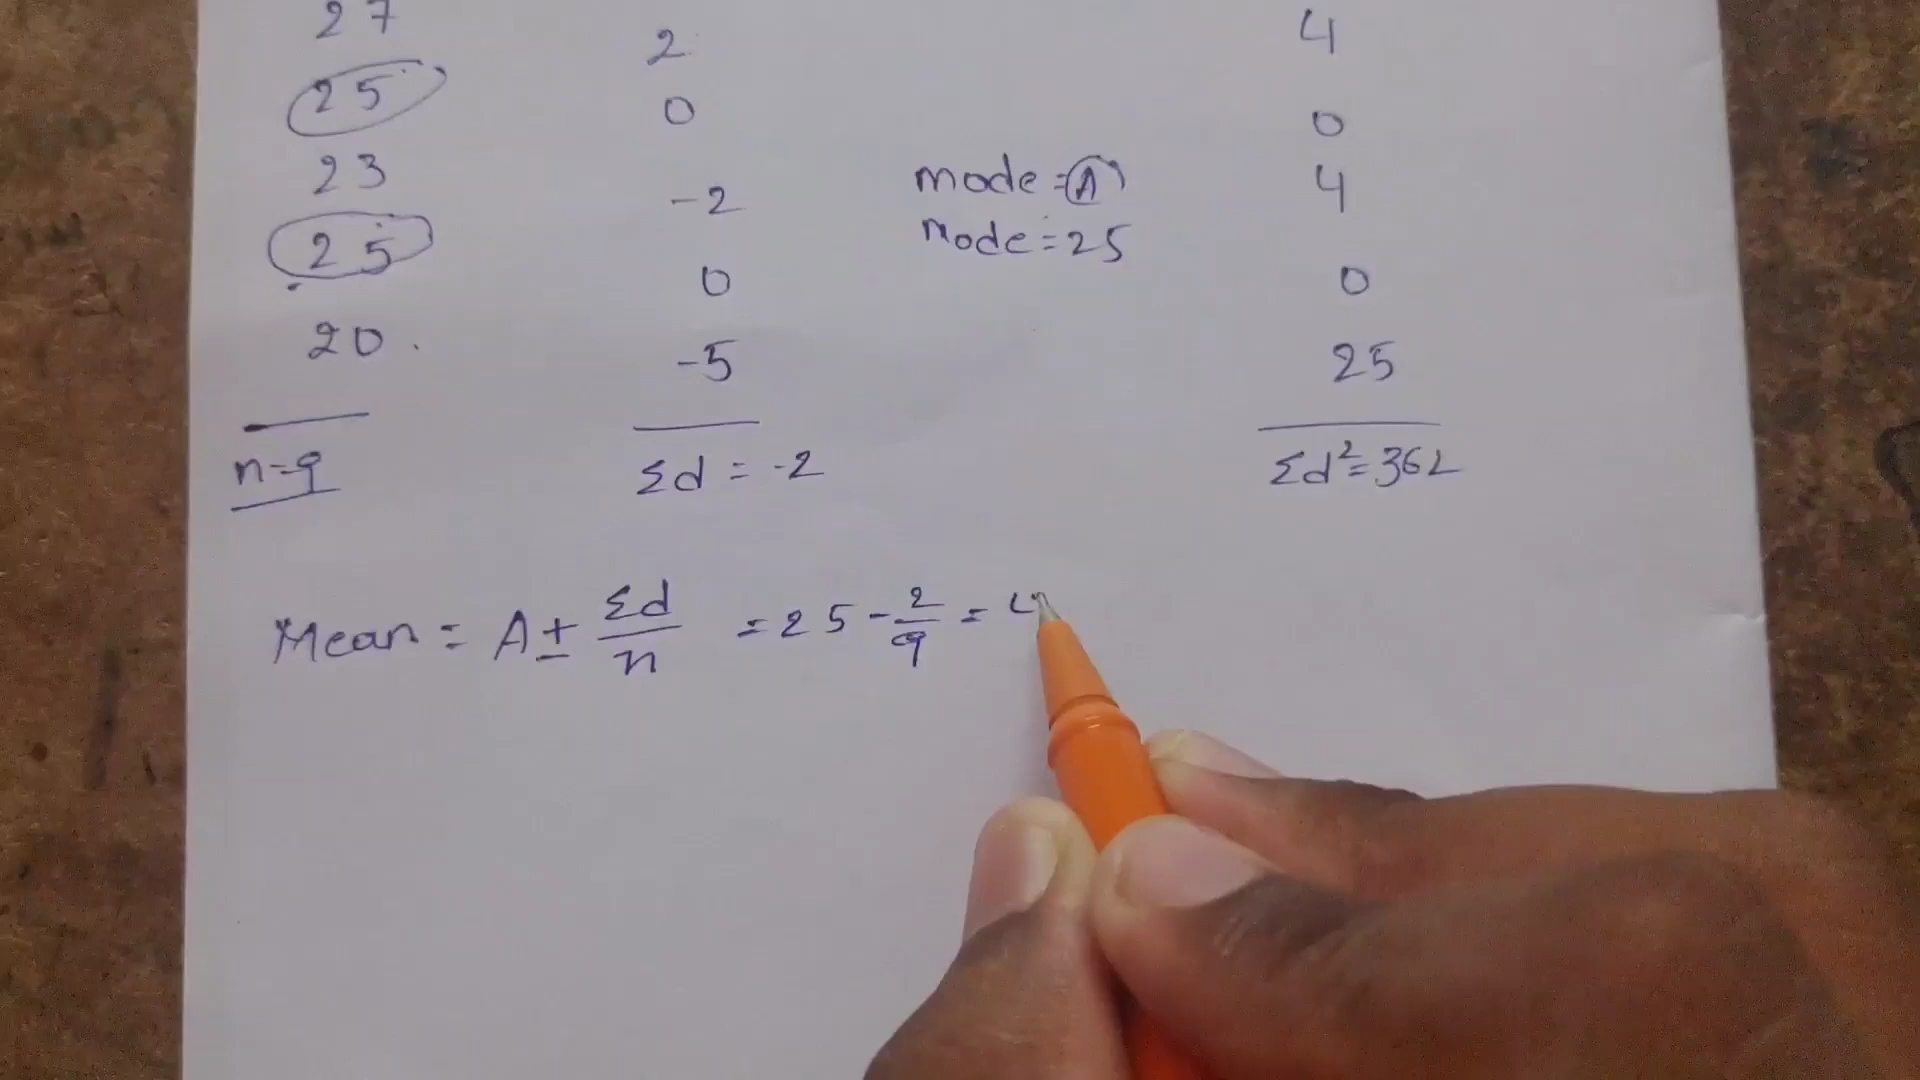 27 2 4
25 0 0
23 -2 mode = A 4
25 0 Mode = 25 0
20. -5 25
n=9 Σd = -2 Σd²=362
Mean = A ± Σd/n = 25 - 2/9 =